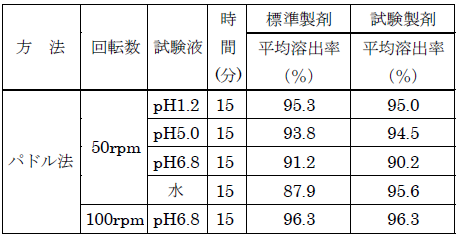 方 法 回転数 試験液 時間(分) 標準製剤 試験製剤
平均溶出率(%) 平均溶出率(%)
パドル法 50rpm pH1.2 15 95.3 95.0
pH5.0 15 93.8 94.5
pH6.8 15 91.2 90.2
水 15 87.9 95.6
100rpm pH6.8 15 96.3 96.3